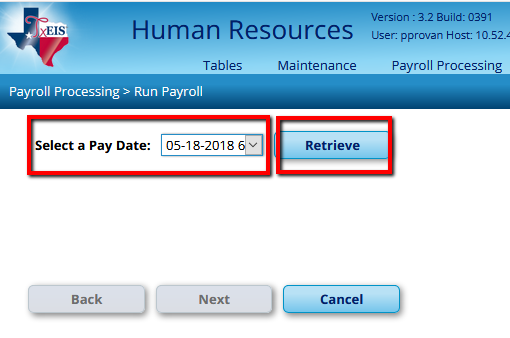 TxEIS
Human Resources
Version : 3.2 Build: 0391
User: pprovan Host: 10.52.4
Tables Maintenance Payroll Processing
Payroll Processing > Run Payroll
Select a Pay Date: 05-18-2018 6 Retrieve
Back Next Cancel